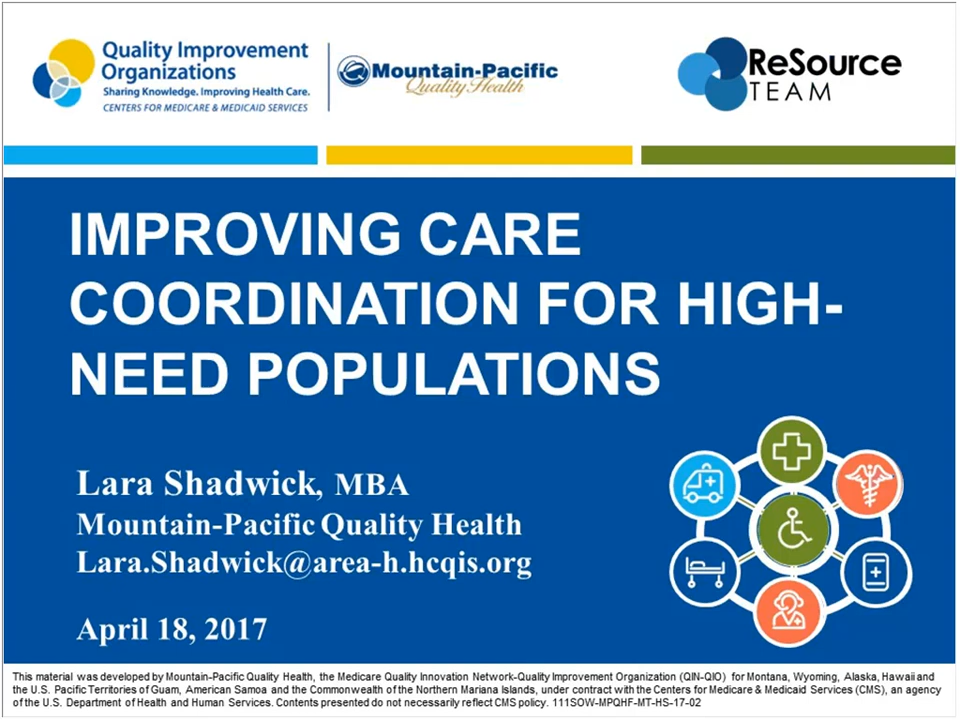 Quality Improvement
Organizations
Sharing Knowledge. Improving Health Care.
CENTERS FOR MEDICARE & MEDICAID SERVICES
Mountain-Pacific
Quality Health
ReSource
TEAM
IMPROVING CARE
COORDINATION FOR HIGH-
NEED POPULATIONS
Lara Shadwick, MBA
Mountain-Pacific Quality Health
Lara.Shadwick@area-h.hcqis.org
April 18, 2017
This material was developed by Mountain-Pacific Quality Health, the Medicare Quality Innovation Network-Quality Improvement Organization (QIN-QIO) for Montana, Wyoming, Alaska, Hawaii and
the U.S. Pacific Territories of Guam, American Samoa and the Commonwealth of the Northern Mariana Islands, under contract with the Centers for Medicare & Medicaid Services (CMS), an agency
of the U.S. Department of Health and Human Services. Contents presented do not necessarily reflect CMS policy. 111SOW-MPQHF-MT-HS-17-02